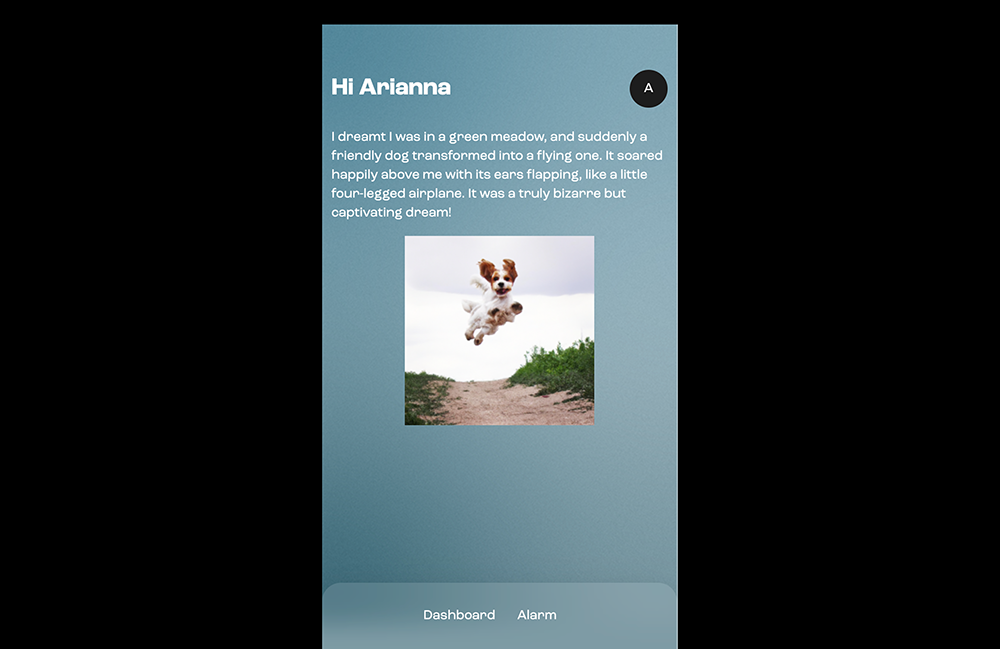 Hi Arianna
A
I dreamt I was in a green meadow, and suddenly a
friendly dog transformed into a flying one. It soared
happily above me with its ears flapping, like a little
four-legged airplane. It was a truly bizarre but
captivating dream!
Dashboard Alarm